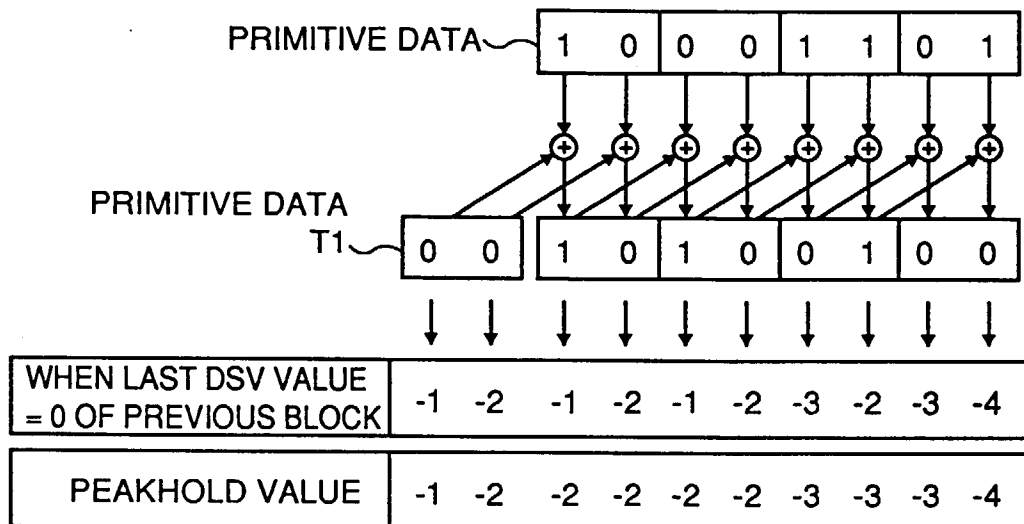 PRIMITIVE DATA 1 0 0 0 1 1 0 1
+ + + + + + + +
PRIMITIVE DATA
T1 0 0 1 0 1 0 0 1 0 0
WHEN LAST DSV VALUE
= 0 OF PREVIOUS BLOCK -1 -2 -1 -2 -1 -2 -3 -2 -3 -4
PEAKHOLD VALUE -1 -2 -2 -2 -2 -2 -3 -3 -3 -4